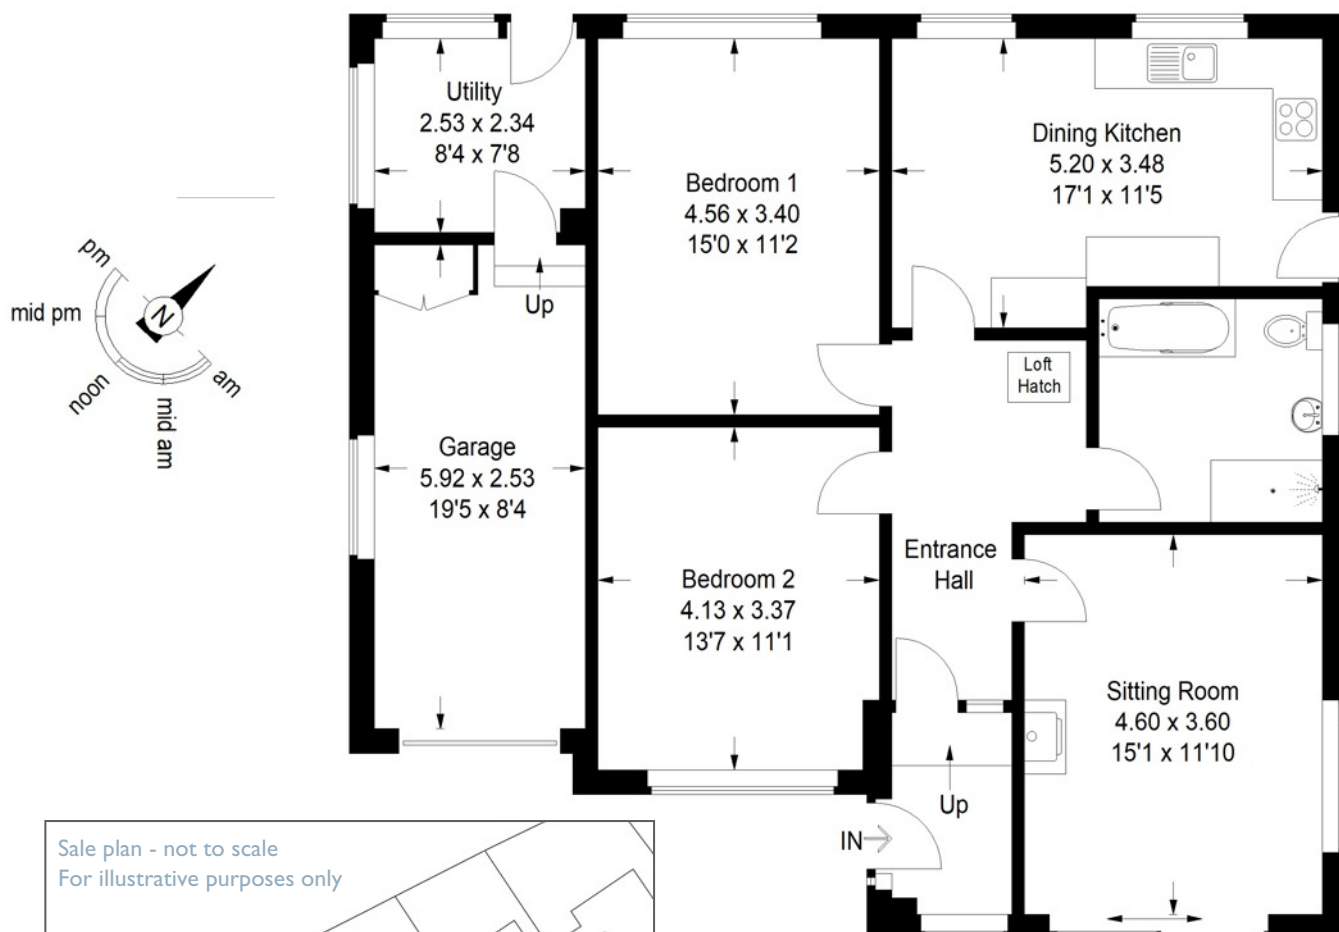 Utility
2.53 x 2.34
8'4 x 7'8
Bedroom 1
4.56 x 3.40
15'0 x 11'2
Dining Kitchen
5.20 x 3.48
17'1 x 11'5
Up
pm
mid pm
noon
mid am
am
N
Loft
Hatch
Garage
5.92 x 2.53
19'5 x 8'4
Entrance
Hall
Bedroom 2
4.13 x 3.37
13'7 x 11'1
Sitting Room
4.60 x 3.60
15'1 x 11'10
Up
IN
Sale plan - not to scale
For illustrative purposes only